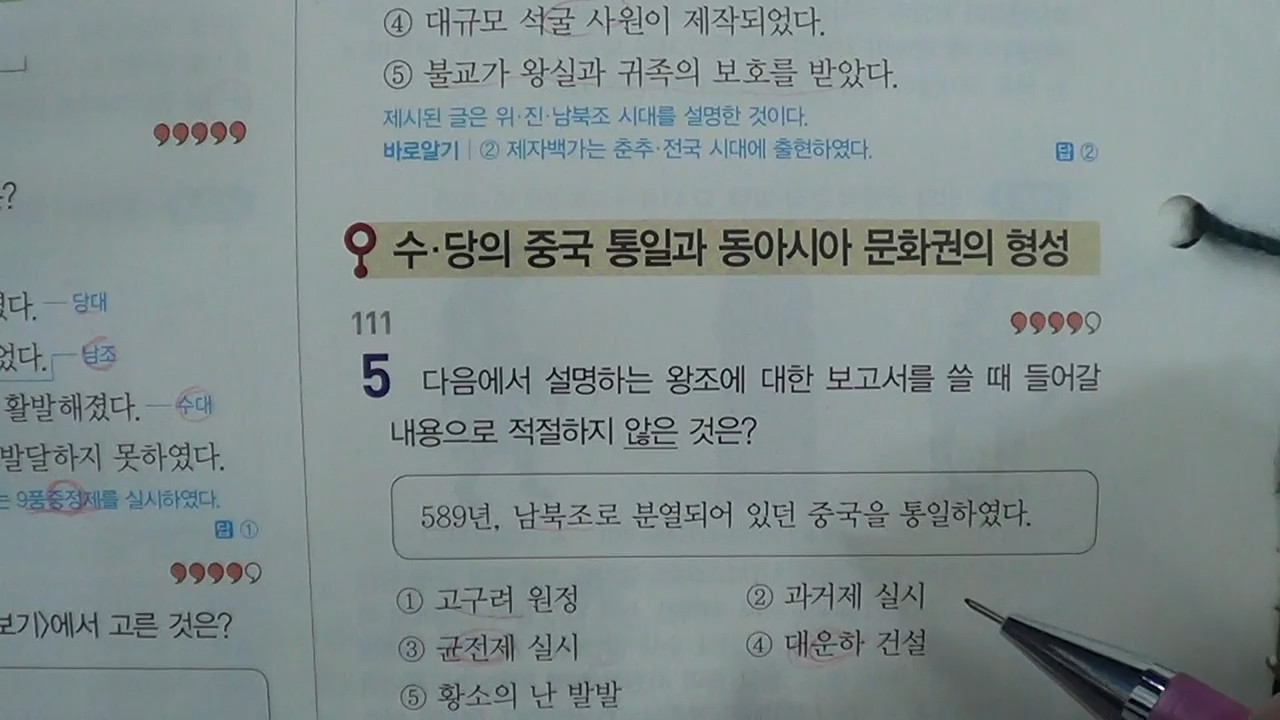 ?
였다. 당대
었다. 남조
활발해졌다. 수대
발달하지 못하였다.
는 9품중정제를 실시하였다.
답 ①
보기>에서 고른 것은?
④ 대규모 석굴 사원이 제작되었다.
⑤ 불교가 왕실과 귀족의 보호를 받았다.
제시된 글은 위·진·남북조 시대를 설명한 것이다.
바로알기 | ② 제자백가는 춘추·전국 시대에 출현하였다. 답 ②
수·당의 중국 통일과 동아시아 문화권의 형성
111
5 다음에서 설명하는 왕조에 대한 보고서를 쓸 때 들어갈
내용으로 적절하지 않은 것은?
589년, 남북조로 분열되어 있던 중국을 통일하였다.
① 고구려 원정 ② 과거제 실시
③ 균전제 실시 ④ 대운하 건설
⑤ 황소의 난 발발